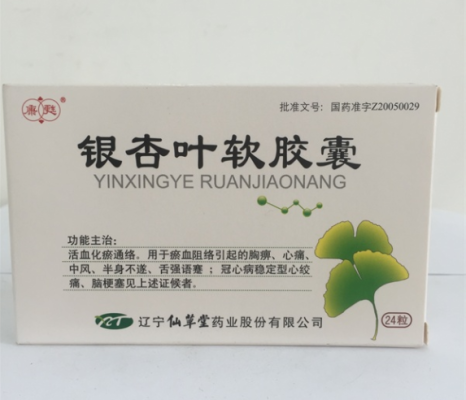 批准文号：国药准字Z20050029
银杏叶软胶囊
YINXINGYE RUANJIAONANG
功能主治：
活血化瘀通络。用于瘀血阻络引起的胸痹、心痛、
中风、半身不遂、舌强语蹇；冠心病稳定型心绞
痛、脑梗塞见上述证候者。
辽宁仙草堂药业股份有限公司
24粒